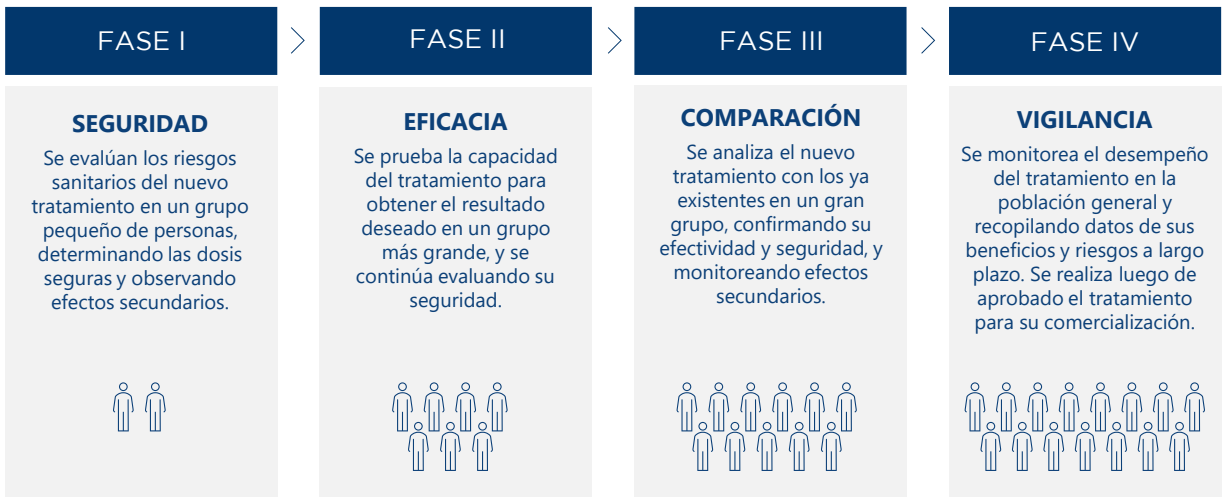 FASE I
SEGURIDAD
Se evalúan los riesgos
sanitarios del nuevo
tratamiento en un grupo
pequeño de personas,
determinando las dosis
seguras y observando
efectos secundarios.
FASE II
EFICACIA
Se prueba la capacidad
del tratamiento para
obtener el resultado
deseado en un grupo
más grande, y se
continúa evaluando su
seguridad.
FASE III
COMPARACIÓN
Se analiza el nuevo
tratamiento con los ya
existentes en un gran
grupo, confirmando su
efectividad y seguridad, y
monitoreando efectos
secundarios.
FASE IV
VIGILANCIA
Se monitorea el desempeño
del tratamiento en la
población general y
recopilando datos de sus
beneficios y riesgos a largo
plazo. Se realiza luego de
aprobado el tratamiento
para su comercialización.